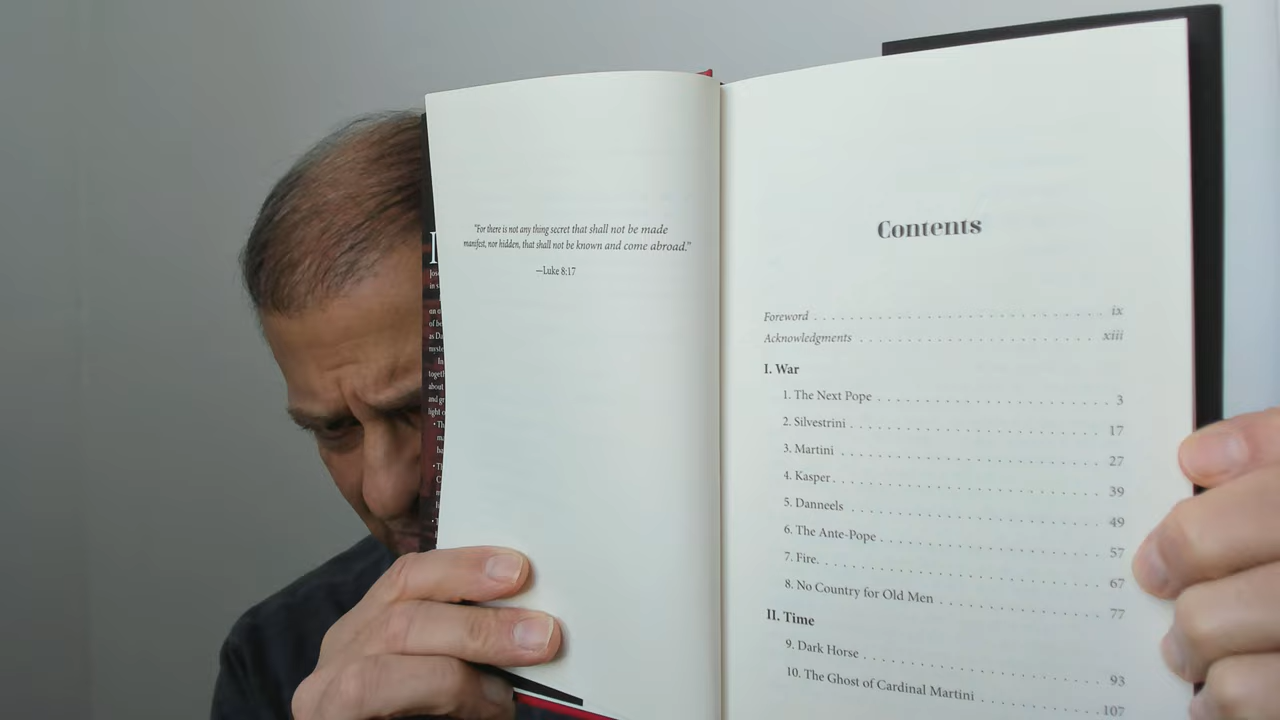 "For there is not any thing secret that shall not be made
manifest, nor hidden, that shall not be known and come abroad."
—Luke 8:17
Contents
Foreword . . . . . . . . . . . . . . . . . . . . . . . . . . . . . . ix
Acknowledgments . . . . . . . . . . . . . . . . . . . . . . . . . xiii
I. War
1. The Next Pope . . . . . . . . . . . . . . . . . . . . . . . 3
2. Silvestrini . . . . . . . . . . . . . . . . . . . . . . . . . . 17
3. Martini . . . . . . . . . . . . . . . . . . . . . . . . . . . 27
4. Kasper. . . . . . . . . . . . . . . . . . . . . . . . . . . . 39
5. Danneels . . . . . . . . . . . . . . . . . . . . . . . . . . 49
6. The Ante-Pope . . . . . . . . . . . . . . . . . . . . . . 57
7. Fire. . . . . . . . . . . . . . . . . . . . . . . . . . . . . . 67
8. No Country for Old Men . . . . . . . . . . . . . . . . 77
II. Time
9. Dark Horse . . . . . . . . . . . . . . . . . . . . . . . . 93
10. The Ghost of Cardinal Martini . . . . . . . . . . . . 107